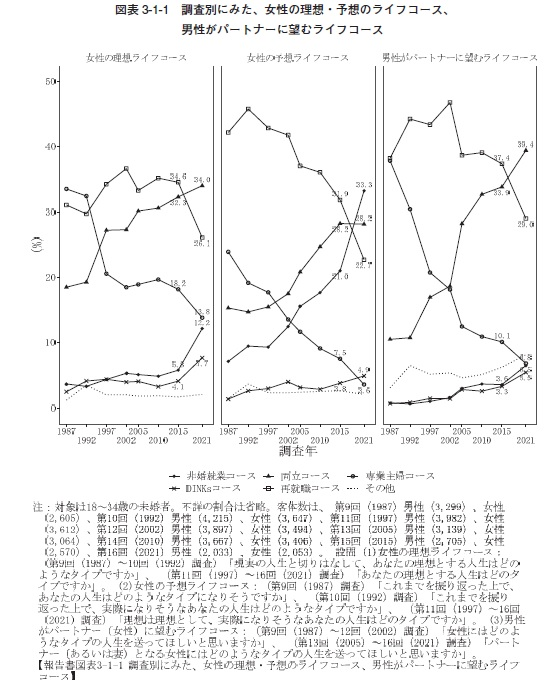 図表 3-1-1　調査別にみた、女性の理想・予想のライフコース、
男性がパートナーに望むライフコース
女性の理想ライフコース
女性の予想ライフコース
男性がパートナーに望むライフコース
(%)
50
40
30
20
10
0
34.6
34.0
32.3
26.1
18.2
13.8
12.2
5.8
7.7
4.1
31.9
33.3
28.2
28.2
22.7
21.0
7.5
4.9
3.8
3.6
37.4
39.4
33.9
29.0
10.1
6.8
3.6
3.3
5.5
1987 1992 1997 2002 2005 2010 2015 2021
1987 1992 1997 2002 2005 2010 2015 2021
1987 1992 1997 2002 2005 2010 2015 2021
調査年
非婚就業コース 両立コース 専業主婦コース
DINKsコース 再就職コース その他
注：対象は18～34歳の未婚者。不詳の割合は省略。客体数は、第9回（1987）男性（3,299）、女性
（2,605）、第10回（1992）男性（4,215）、女性（3,647）、第11回（1997）男性（3,982）、女性
（3,612）、第12回（2002）男性（3,897）、女性（3,494）、第13回（2005）男性（3,139）、女性
（3,064）、第14回（2010）男性（3,667）、女性（3,406）、第15回（2015）男性（2,705）、女性
（2,570）、第16回（2021）男性（2,033）、女性（2,053）。 設問 (1)女性の理想ライフコース：
（第9回（1987）～10回（1992）調査）「現実の人生と切りはなして、あなたの理想とする人生はどの
ようなタイプですか」、（第11回（1997）～16回（2021）調査）「あなたの理想とする人生はどのタ
イプですか」。 (2)女性の予想ライフコース：（第9回（1987）調査）「これまでを振り返った上で、
あなたの人生はどのようなタイプになりそうですか」、（第10回（1992）調査）「これまでを振り
返った上で、実際になりそうなあなたの人生はどのようなタイプですか」、（第11回（1997）～16回
（2021）調査）「理想は理想として、実際になりそうなあなたの人生はどのタイプですか」。 (3)男性
がパートナー（女性）に望むライフコース：（第9回（1987）～12回（2002）調査）「女性にはどのよ
うなタイプの人生を送ってほしいと思いますか」、（第13回（2005）～16回（2021）調査）「パート
ナー（あるいは妻）となる女性にはどのようなタイプの人生を送ってほしいと思いますか」。
【報告書図表3-1-1 調査別にみた、女性の理想・予想のライフコース、男性がパートナーに望むライフ
コース】